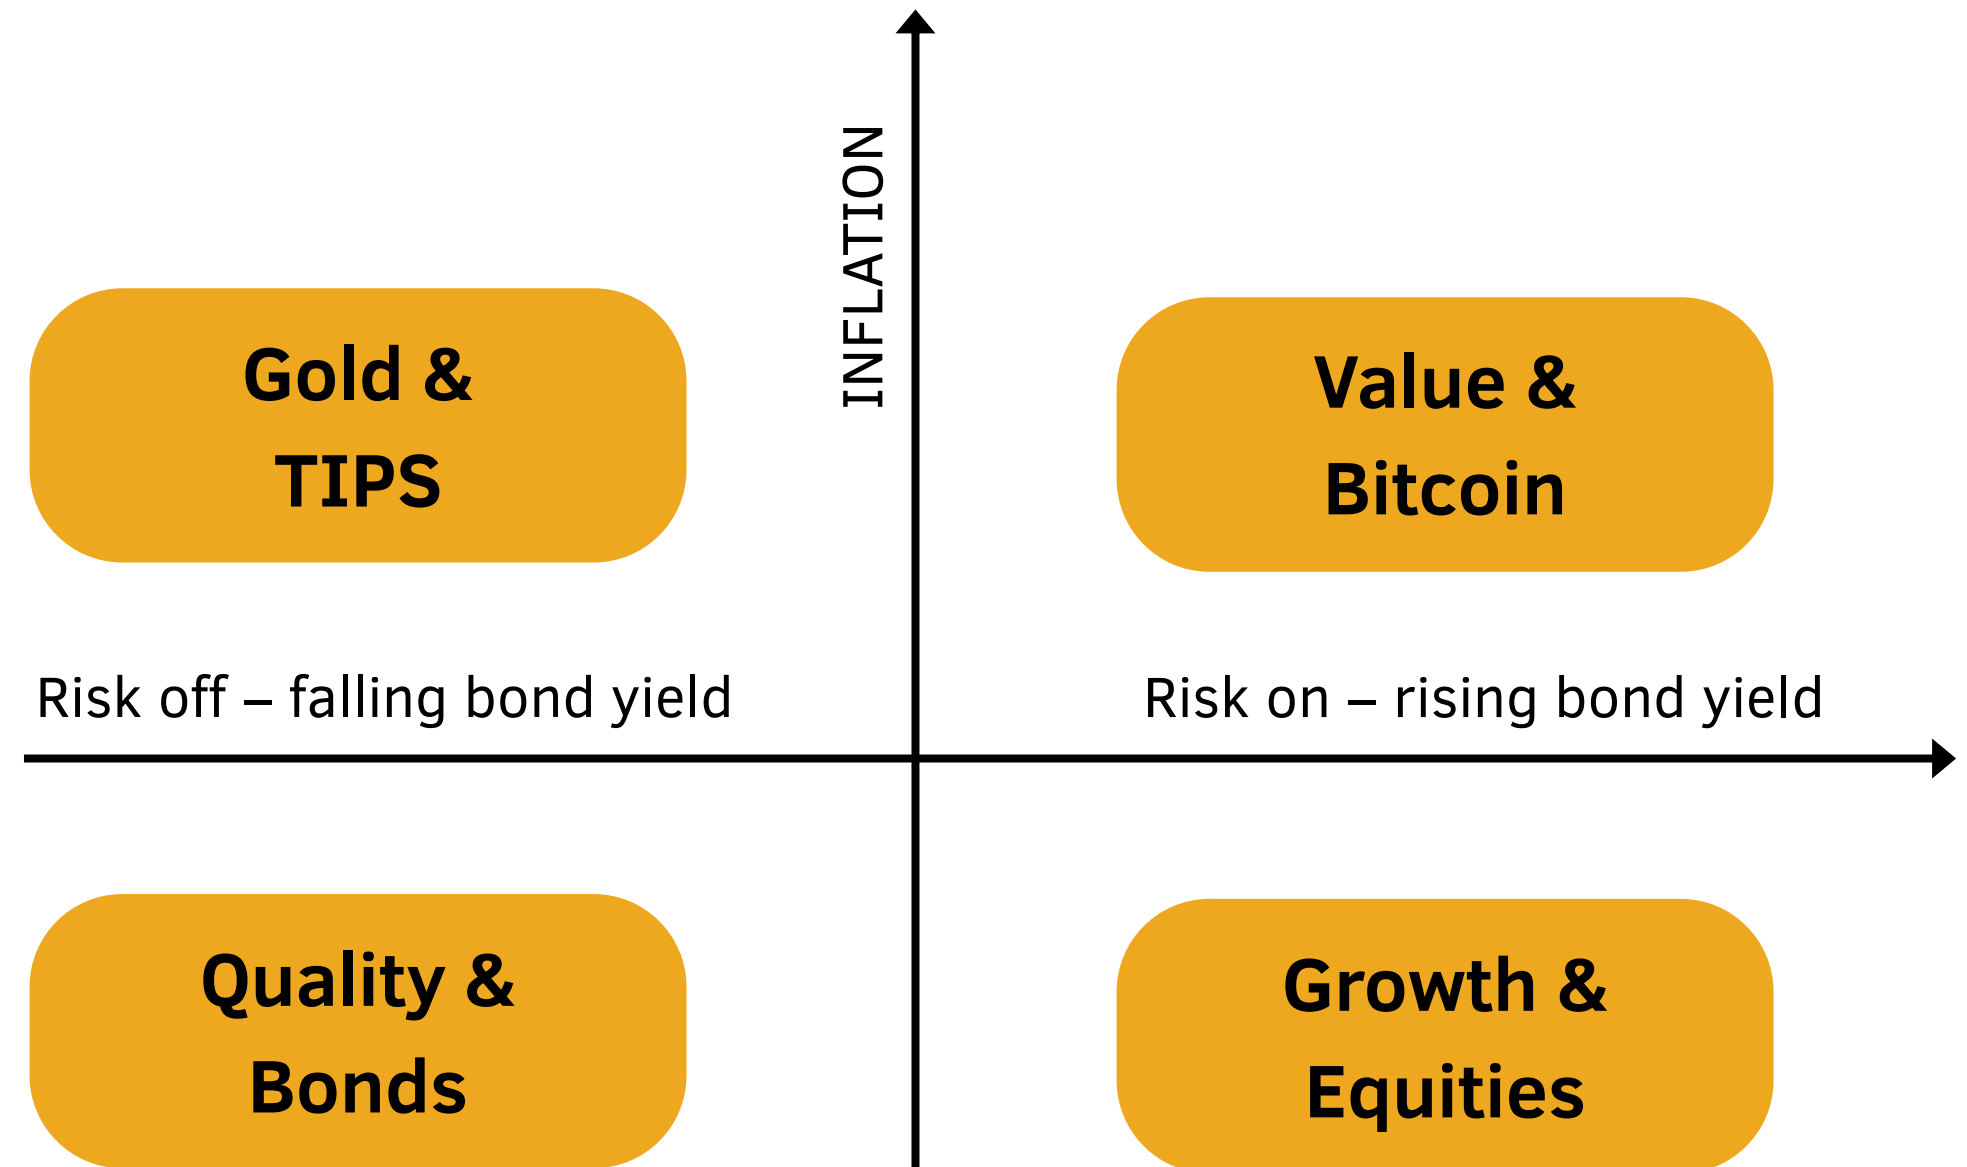 INFLATION
Gold &
TIPS
Value &
Bitcoin
Risk off – falling bond yield
Risk on – rising bond yield
Quality &
Bonds
Growth &
Equities